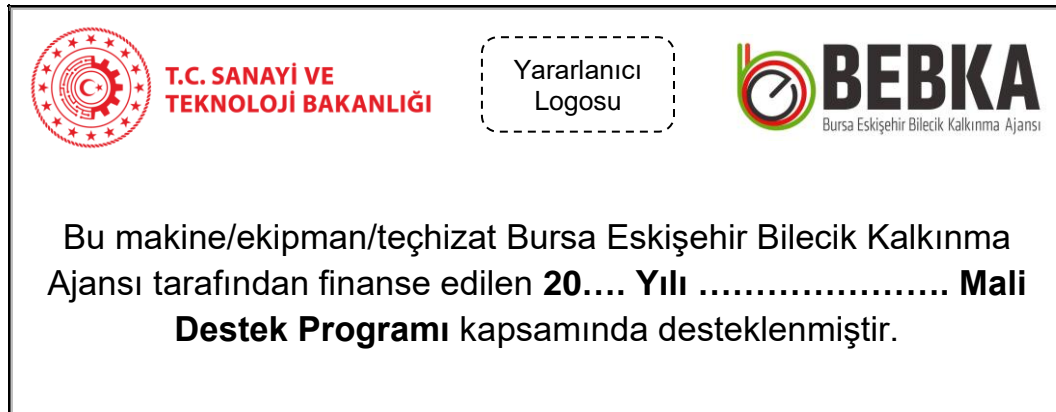 T.C. SANAYİ VE
TEKNOLOJİ BAKANLIĞI
Yararlanıcı
Logosu
BEBKA
Bursa Eskişehir Bilecik Kalkınma Ajansı
Bu makine/ekipman/teçhizat Bursa Eskişehir Bilecik Kalkınma
Ajansı tarafından finanse edilen 20…. Yılı …………………. Mali
Destek Programı kapsamında desteklenmiştir.